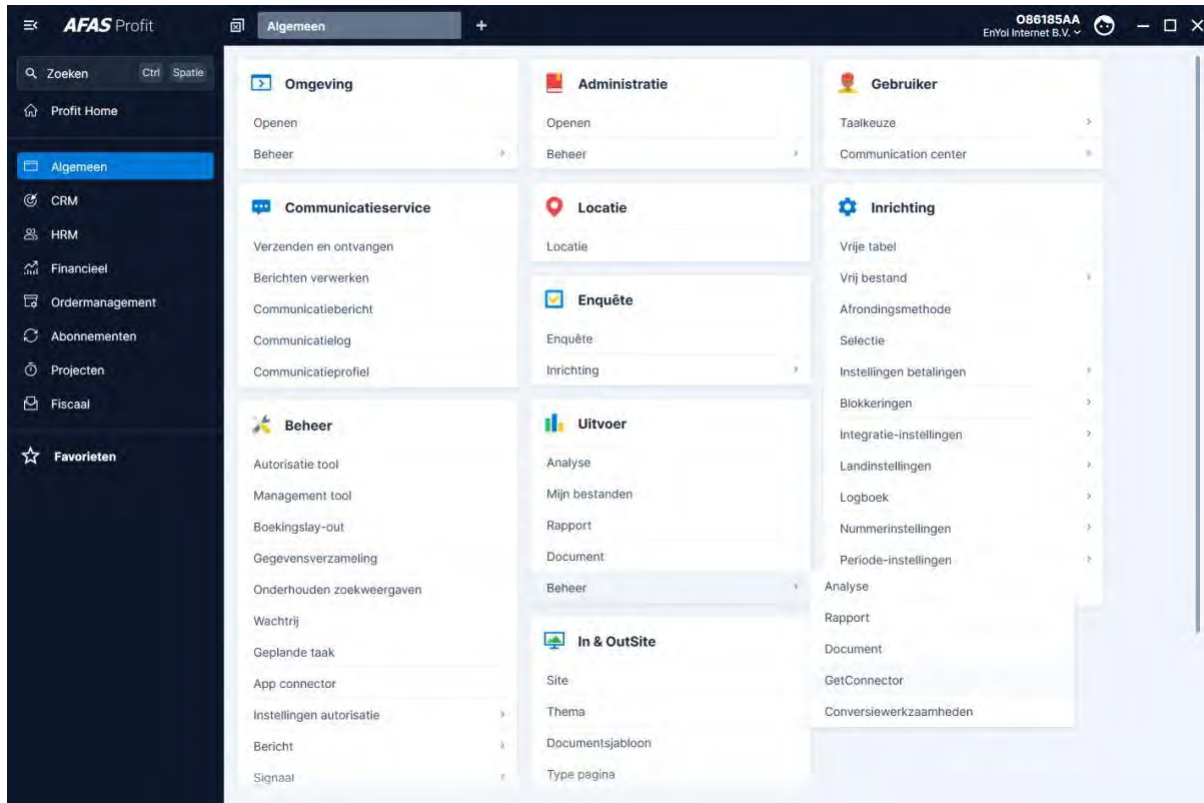 AFAS Profit
Algemeen
+
O86185AA
EnYoi Internet B.V.
Zoeken
Ctrl Spatie
Profit Home
Algemeen
CRM
HRM
Financieel
Ordermanagement
Abonnementen
Projecten
Fiscaal
Favorieten
Omgeving
Openen
Beheer
Communicatieservice
Verzenden en ontvangen
Berichten verwerken
Communicatiebericht
Communicatielog
Communicatieprofiel
Beheer
Autorisatie tool
Management tool
Boekingslay-out
Gegevensverzameling
Onderhouden zoekweergaven
Wachtrij
Geplande taak
App connector
Instellingen autorisatie
Bericht
Signaal
Administratie
Openen
Beheer
Locatie
Locatie
Enquête
Enquête
Inrichting
Uitvoer
Analyse
Mijn bestanden
Rapport
Document
Beheer
In & OutSite
Site
Thema
Documentsjabloon
Type pagina
Gebruiker
Taalkeuze
Communication center
Inrichting
Vrije tabel
Vrij bestand
Afrondingsmethode
Selectie
Instellingen betalingen
Blokkeringen
Integratie-instellingen
Landinstellingen
Logboek
Nummerinstellingen
Periode-instellingen
Analyse
Rapport
Document
GetConnector
Conversiewerkzaamheden